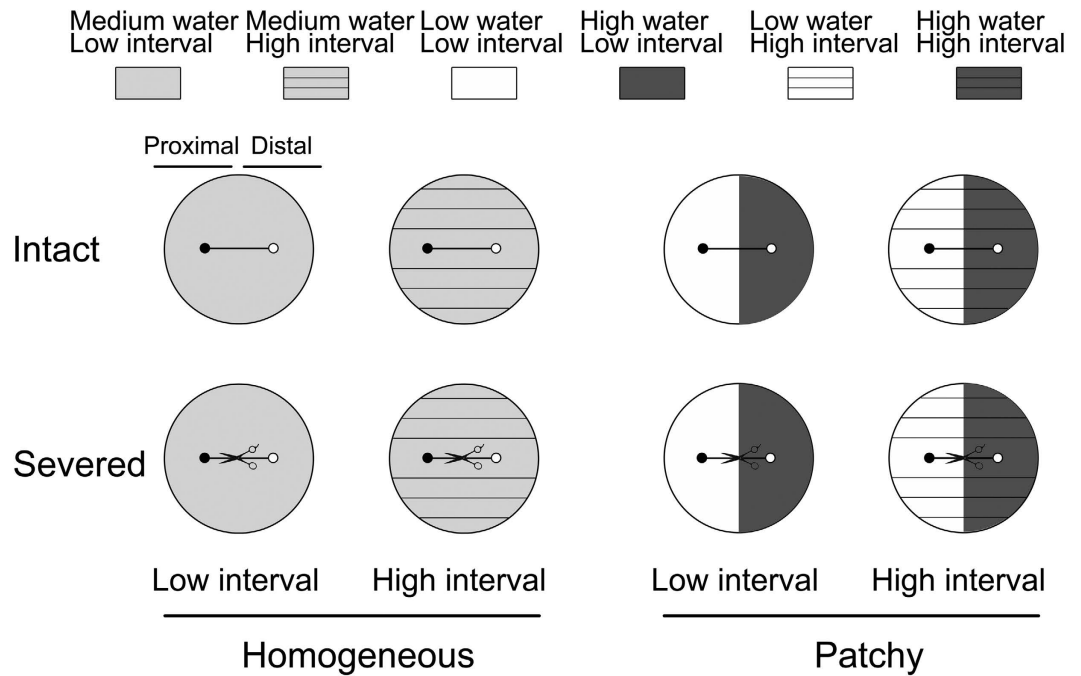 Medium water Medium water Low water High water Low water High water
Low interval High interval Low interval Low interval High interval High interval
Proximal Distal
Intact
Severed
Low interval High interval Low interval High interval
Homogeneous Patchy